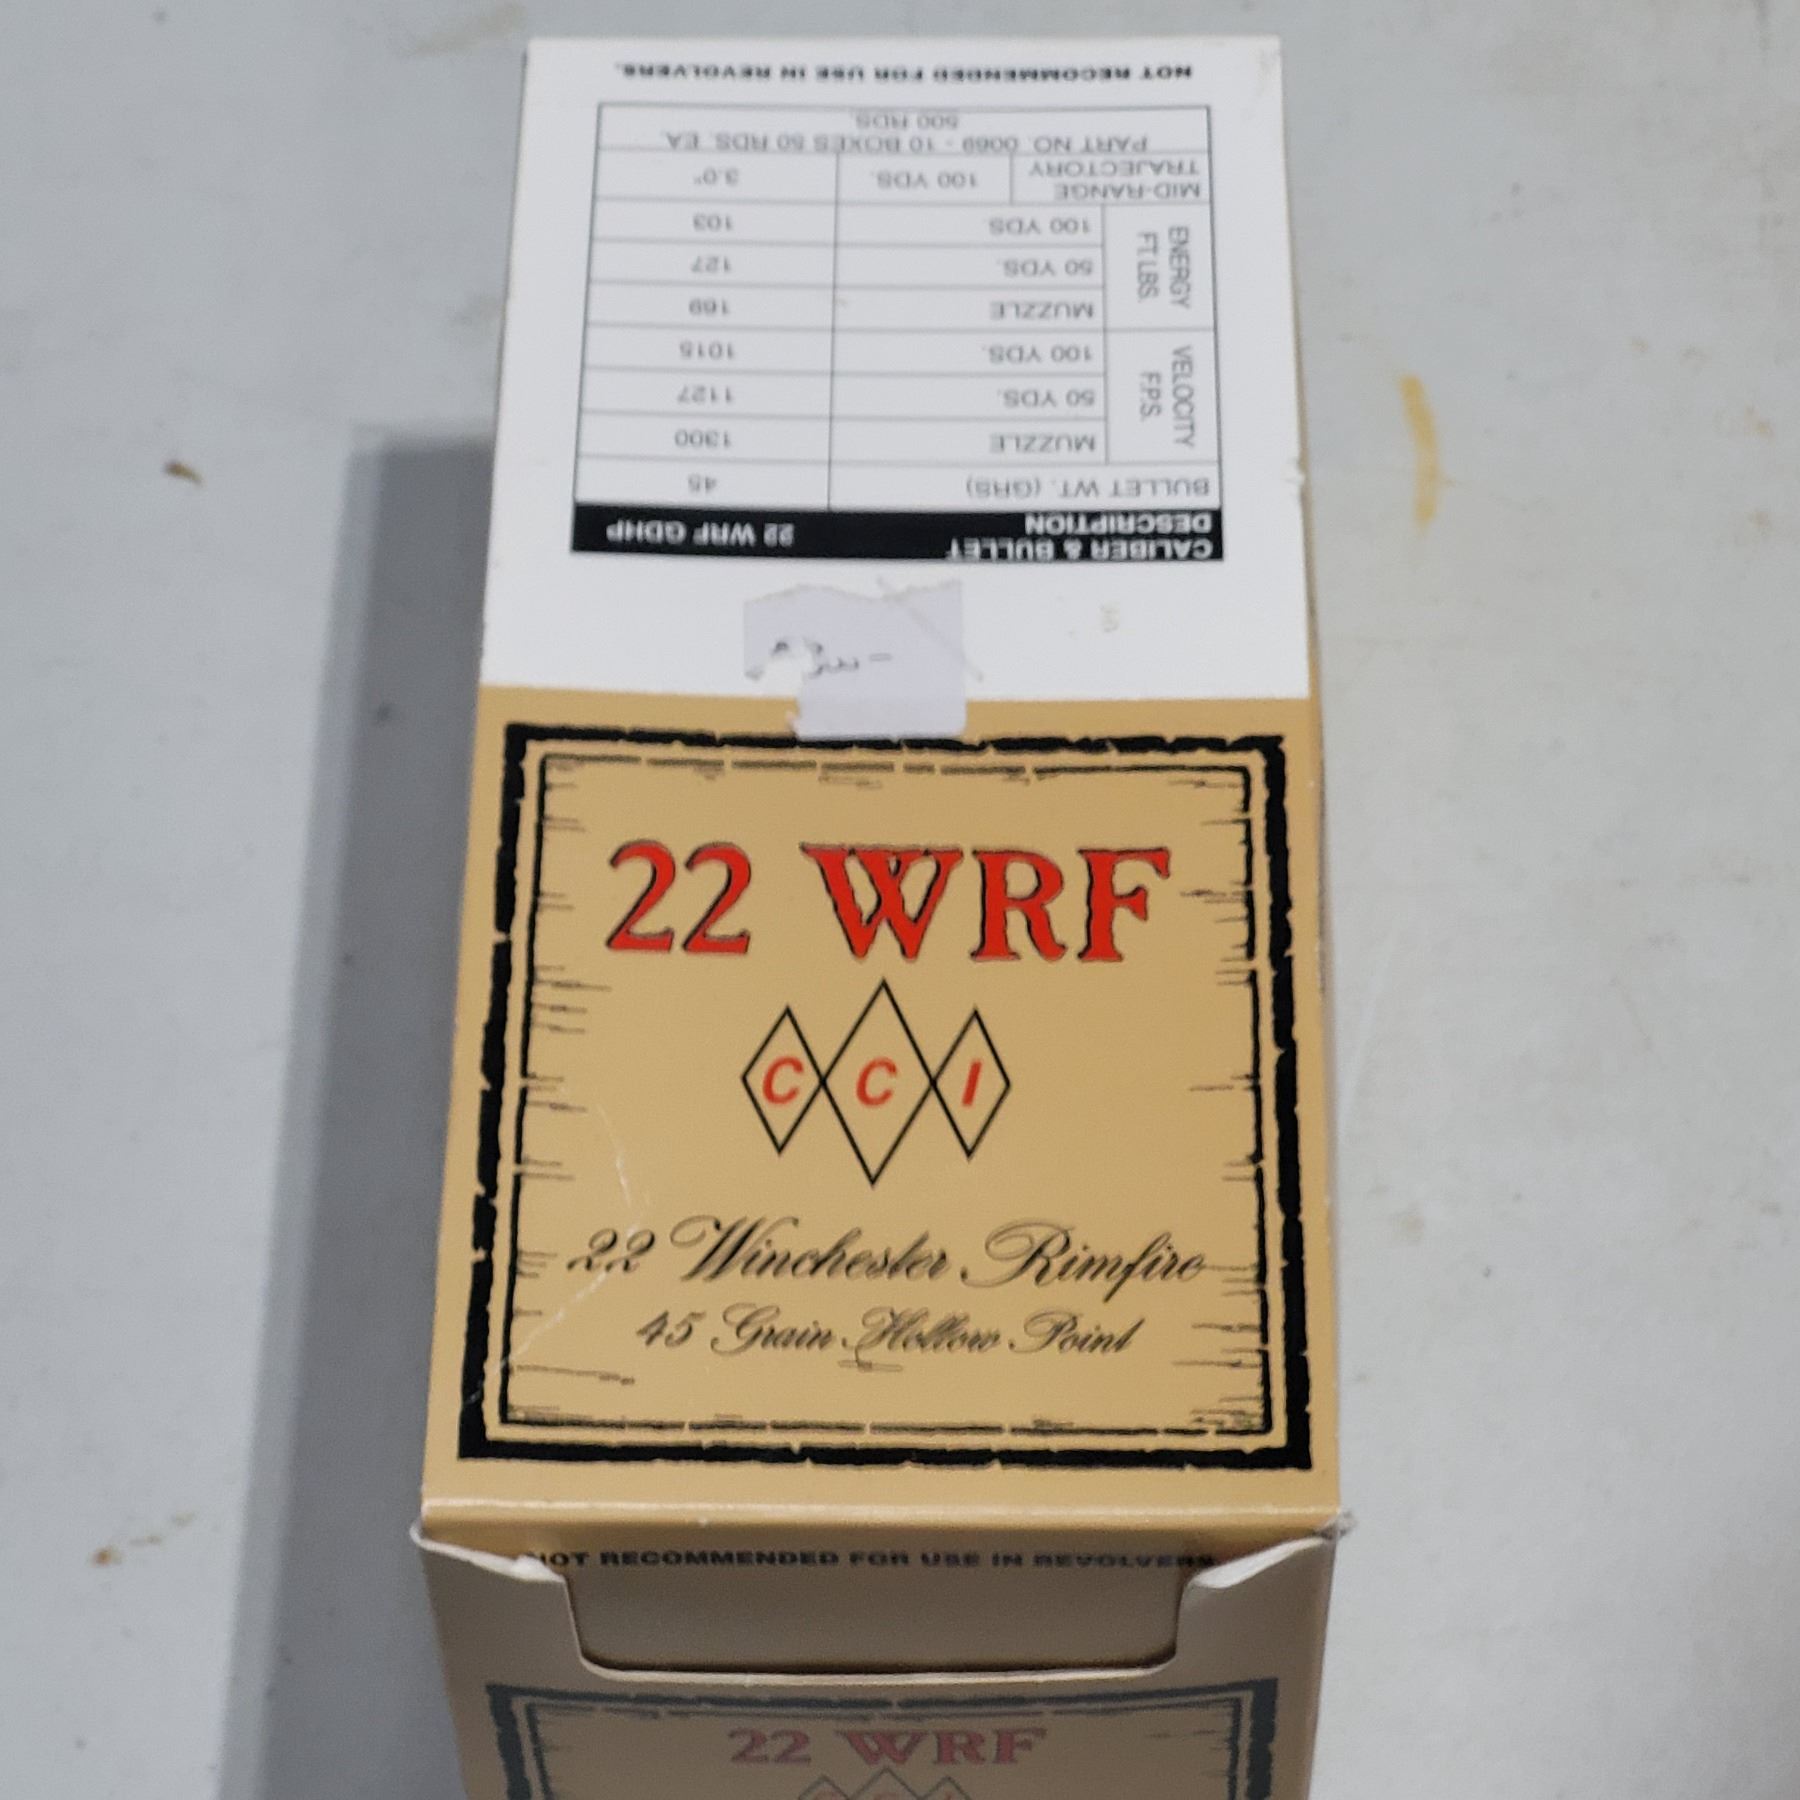 NOT RECOMMENDED FOR USE IN REVOLVERS.
PART NO. 0069 - 10 BOXES 50 RDS. EA.
500 RDS.
MID-RANGE TRAJECTORY 100 YDS. 3.0"
ENERGY FT.LBS.
100 YDS 103
50 YDS. 127
MUZZLE 169
VELOCITY F.P.S.
100 YDS. 1015
50 YDS. 1127
MUZZLE 1300
BULLET WT. (GRS) 45
CALIBER & BULLET DESCRIPTION 22 WRF GDHP
22 WRF
CCI
22 Winchester Rimfire
45 Grain Hollow Point
NOT RECOMMENDED FOR USE IN REVOLVERS
22 WRF